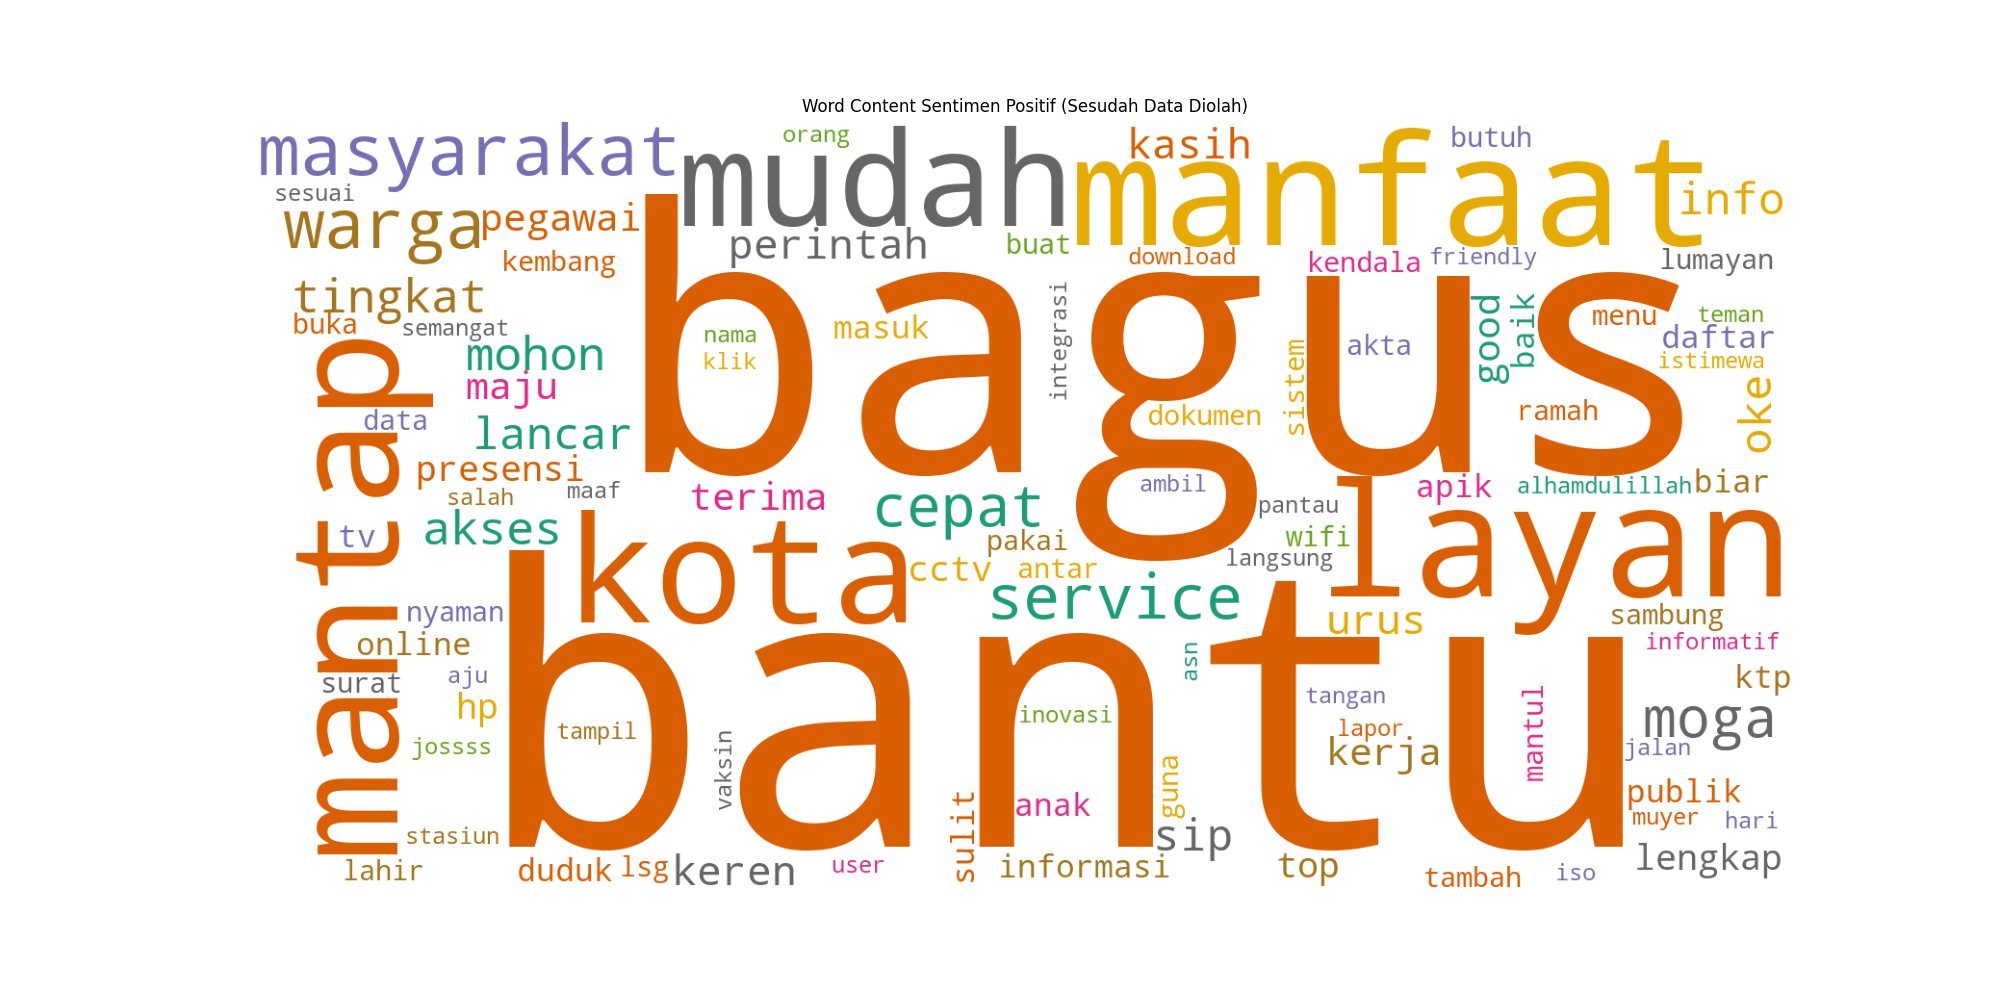 Word Content Sentimen Positif (Sesudah Data Diolah)
masyarakat
orang
mudah
kasih
manfaat
butuh
sesuai
info
warga
pegawai
perintah
buat
kembang
download
kendala
friendly
lumayan
bagus
tingkat
buka
semangat
nama
klik
masuk
integrasi
sistem
akta
good
baik
menu
teman
daftar
istimewa
mohon
maju
mantap
data
lancar
dokumen
ramah
oke
presensi
salah
maaf
terima
cepat
ambil
pantau
apik
alhamdulillah
biar
layan
tv
akses
kota
pakai
cctv
antar
wifi
langsung
service
urus
sambung
nyaman
online
bantu
informatif
surat
aju
asn
ktp
hp
tangan
mantul
moga
inovasi
tampil
lapor
jossss
vaksin
kerja
jalan
guna
anak
sulit
publik
muyer
hari
stasiun
sip
lahir
duduk
lsg
keren
user
informasi
top
tambah
iso
lengkap